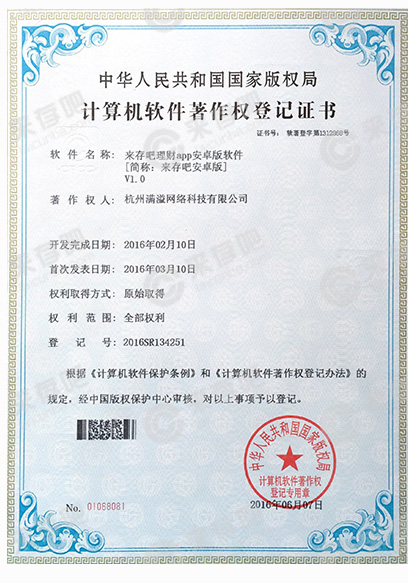 中华人民共和国国家版权局
计算机软件著作权登记证书
证书号: 软著登字第1312868号
软件名称: 来存吧理财app安卓版软件
[简称: 来存吧安卓版]
V1.0
著作权人: 杭州满溢网络科技有限公司
开发完成日期: 2016年02月10日
首次发表日期: 2016年03月10日
权利取得方式: 原始取得
权利范围: 全部权利
登记号: 2016SR134251
根据《计算机软件保护条例》和《计算机软件著作权登记办法》的
规定，经中国版权保护中心审核，对以上事项予以登记。
中华人民共和国国家版权局
计算机软件著作权
登记专用章
No. 01068081
2016年06月07日
来存吧